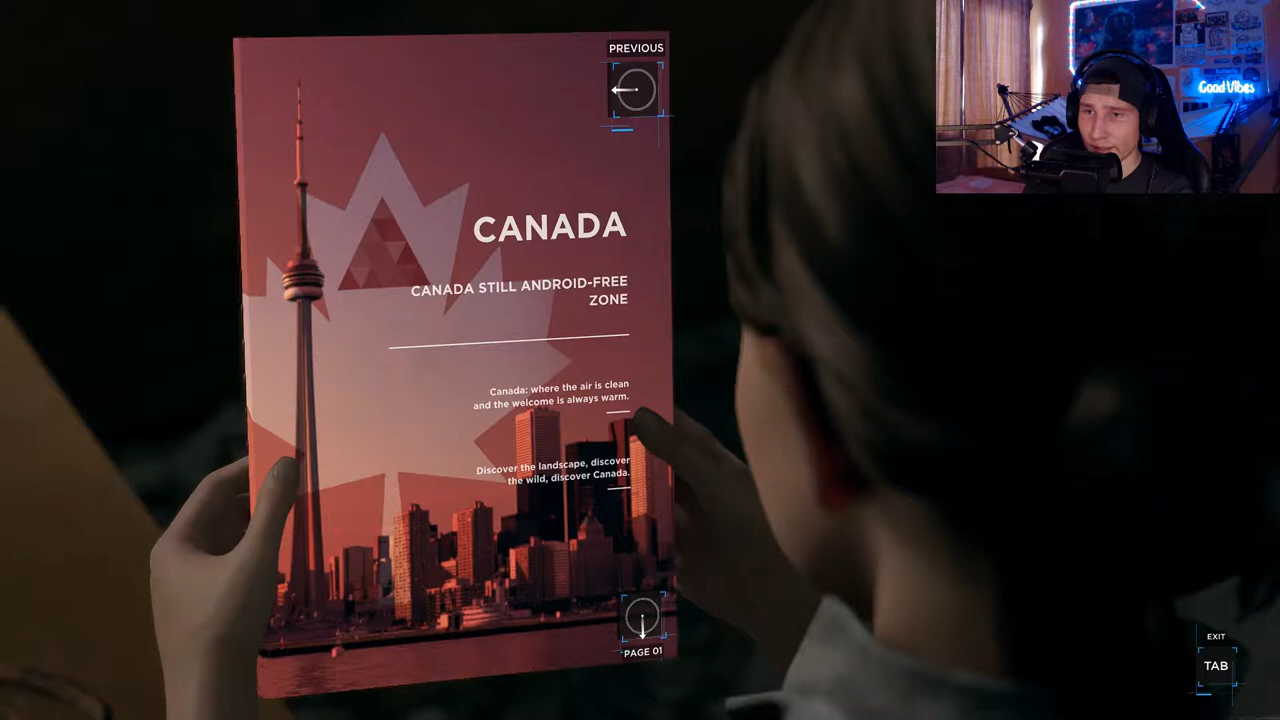 PREVIOUS
Good Vibes
CANADA
CANADA STILL ANDROID-FREE
ZONE
Canada: where the air is clean
and the welcome is always warm.
Discover the landscape, discover
the wild, discover Canada.
PAGE 01
EXIT
TAB